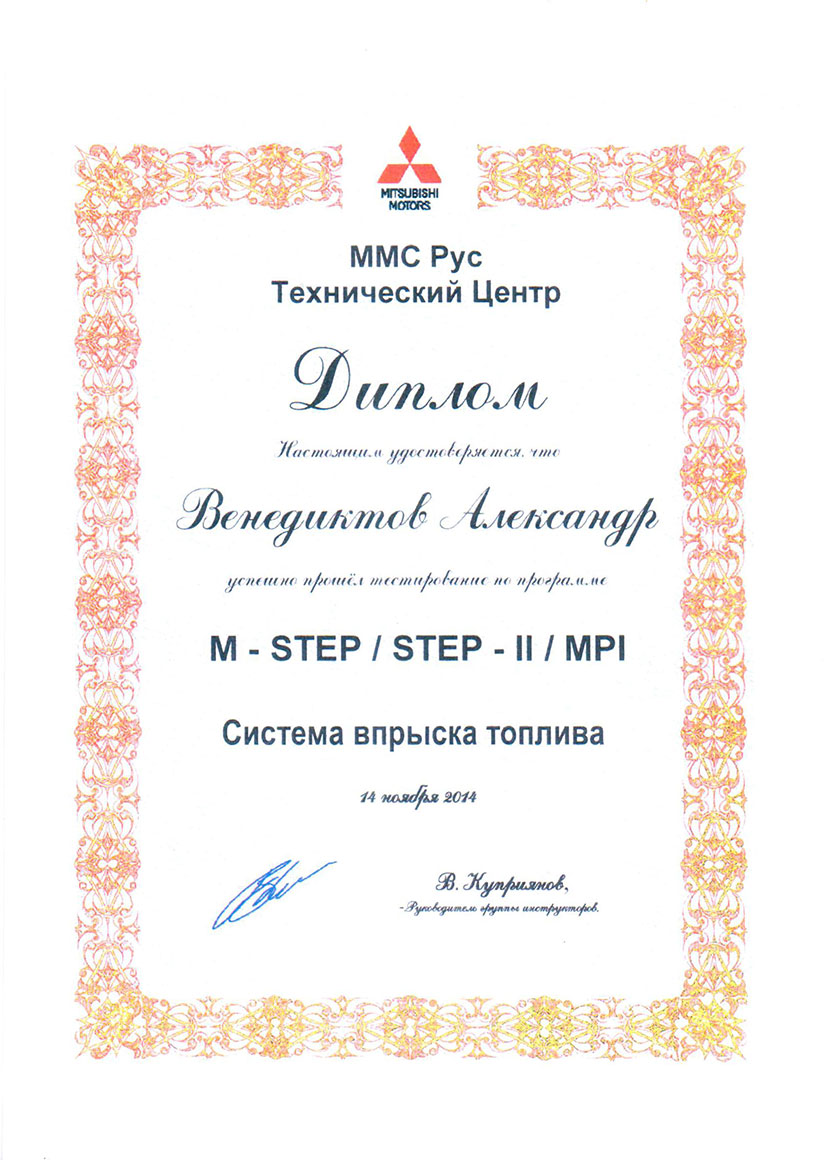 MITSUBISHI
MOTORS
ММС Рус
Технический Центр
Диплом
Настоящим удостоверяется, что
Венедиктов Александр
успешно прошёл тестирование по программе
M - STEP / STEP - II / MPI
Система впрыска топлива
14 ноября 2014
В. Куприянов,
-Руководитель группы инструкторов.